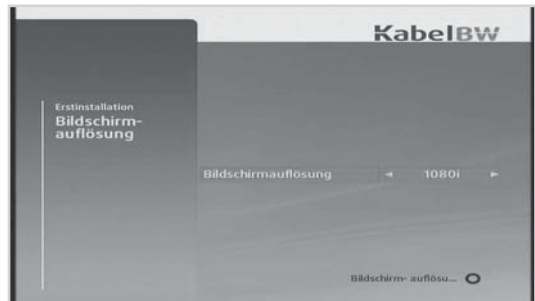 KabelBW
Erstinstallation
Bildschirm-
auflösung
Bildschirmauflösung ◄ 1080i ►
Bildschirm- auflösu...